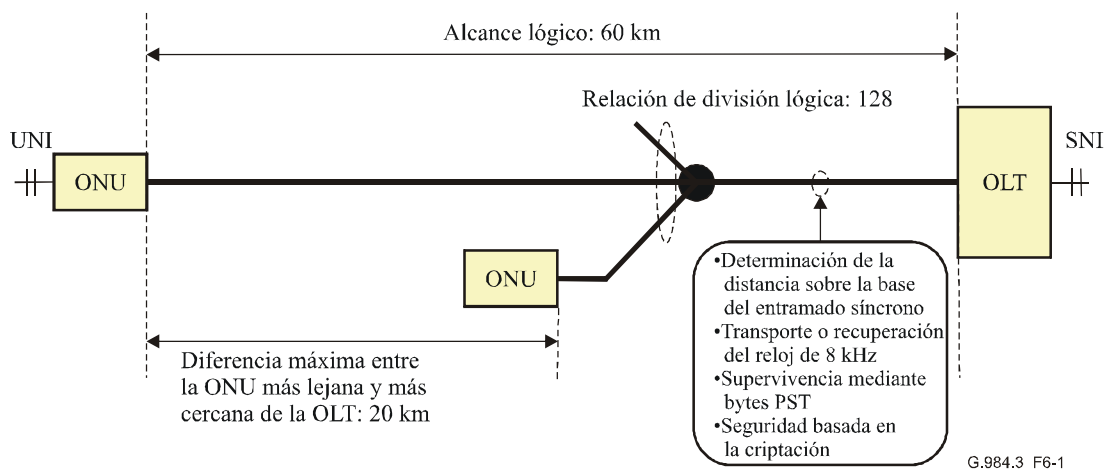 Alcance lógico: 60 km
Relación de división lógica: 128
UNI
SNI
ONU
OLT
ONU
•Determinación de la
distancia sobre la base
del entramado síncrono
•Transporte o recuperación
del reloj de 8 kHz
•Supervivencia mediante
bytes PST
•Seguridad basada en
la criptación
Diferencia máxima entre
la ONU más lejana y más
cercana de la OLT: 20 km
G.984.3_F6-1